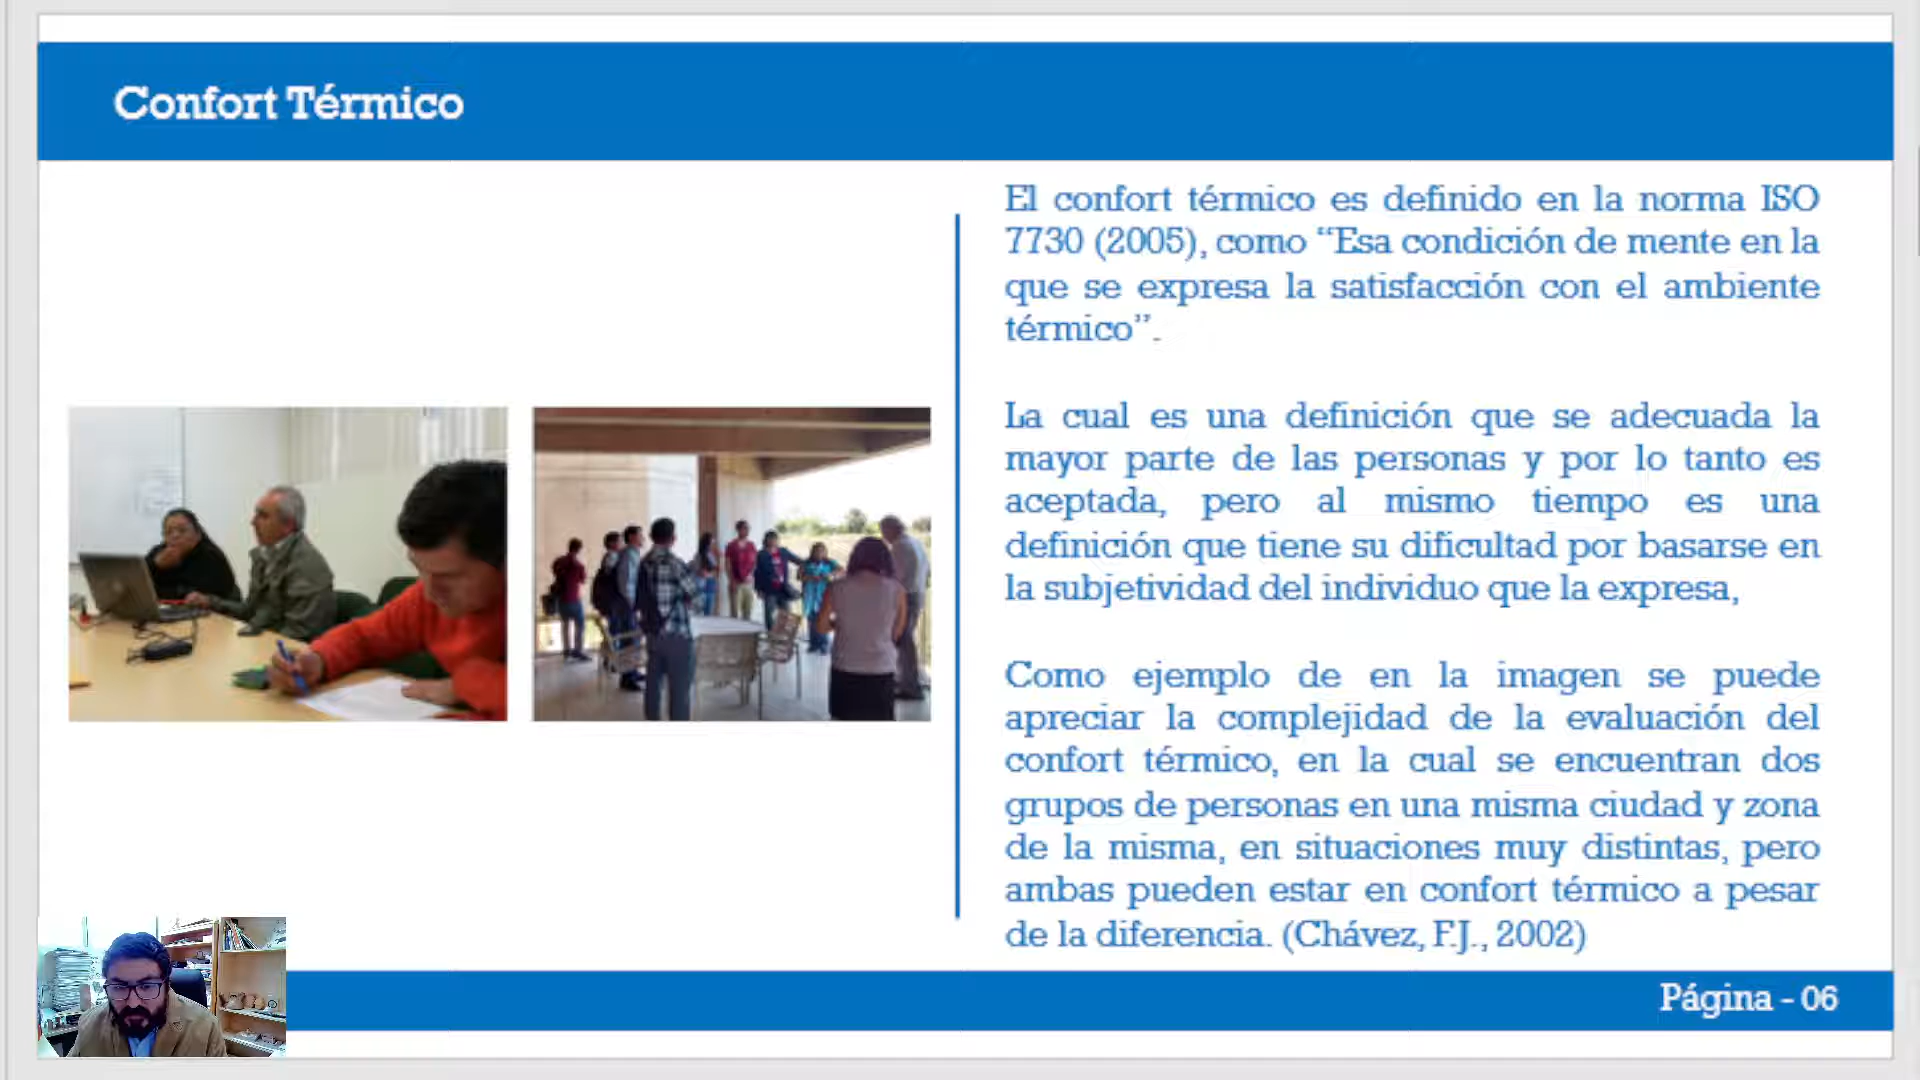 Confort Térmico
El confort térmico es definido en la norma ISO
7730 (2005), como “Esa condición de mente en la
que se expresa la satisfacción con el ambiente
térmico”.
La cual es una definición que se adecuada la
mayor parte de las personas y por lo tanto es
aceptada, pero al mismo tiempo es una
definición que tiene su dificultad por basarse en
la subjetividad del individuo que la expresa,
Como ejemplo de en la imagen se puede
apreciar la complejidad de la evaluación del
confort térmico, en la cual se encuentran dos
grupos de personas en una misma ciudad y zona
de la misma, en situaciones muy distintas, pero
ambas pueden estar en confort térmico a pesar
de la diferencia. (Chávez, F.J., 2002)
Página - 06